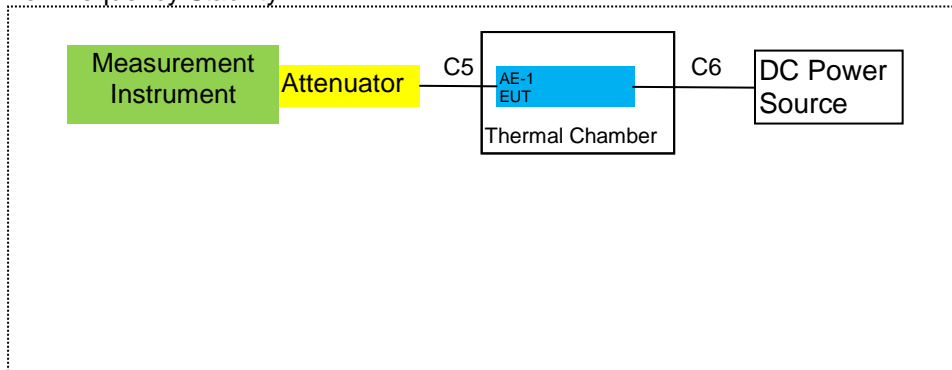 Measurement
Instrument
Attenuator
C5
AE-1
EUT
Thermal Chamber
C6
DC Power
Source